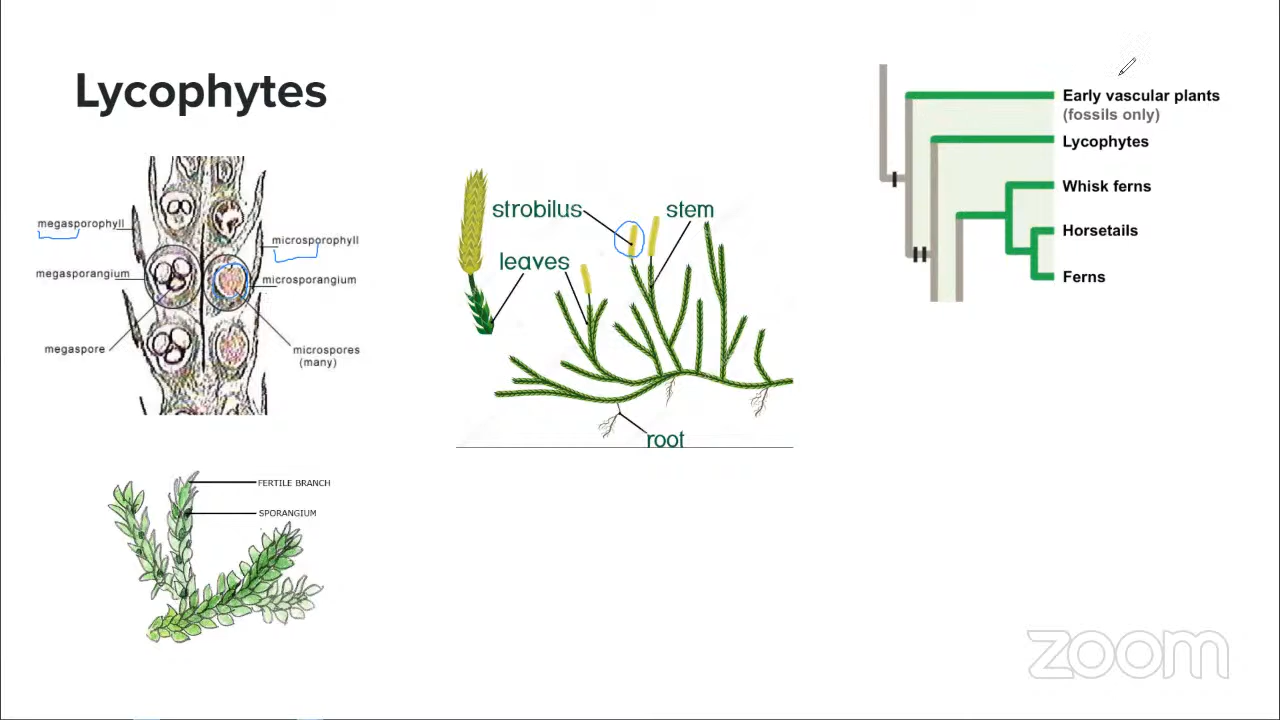 Lycophytes
megasporophyll
microsporophyll
megasporangium
microsporangium
megaspore
microspores
(many)
FERTILE BRANCH
SPORANGIUM
strobilus
stem
leaves
root
Early vascular plants
(fossils only)
Lycophytes
Whisk ferns
Horsetails
Ferns
zoom